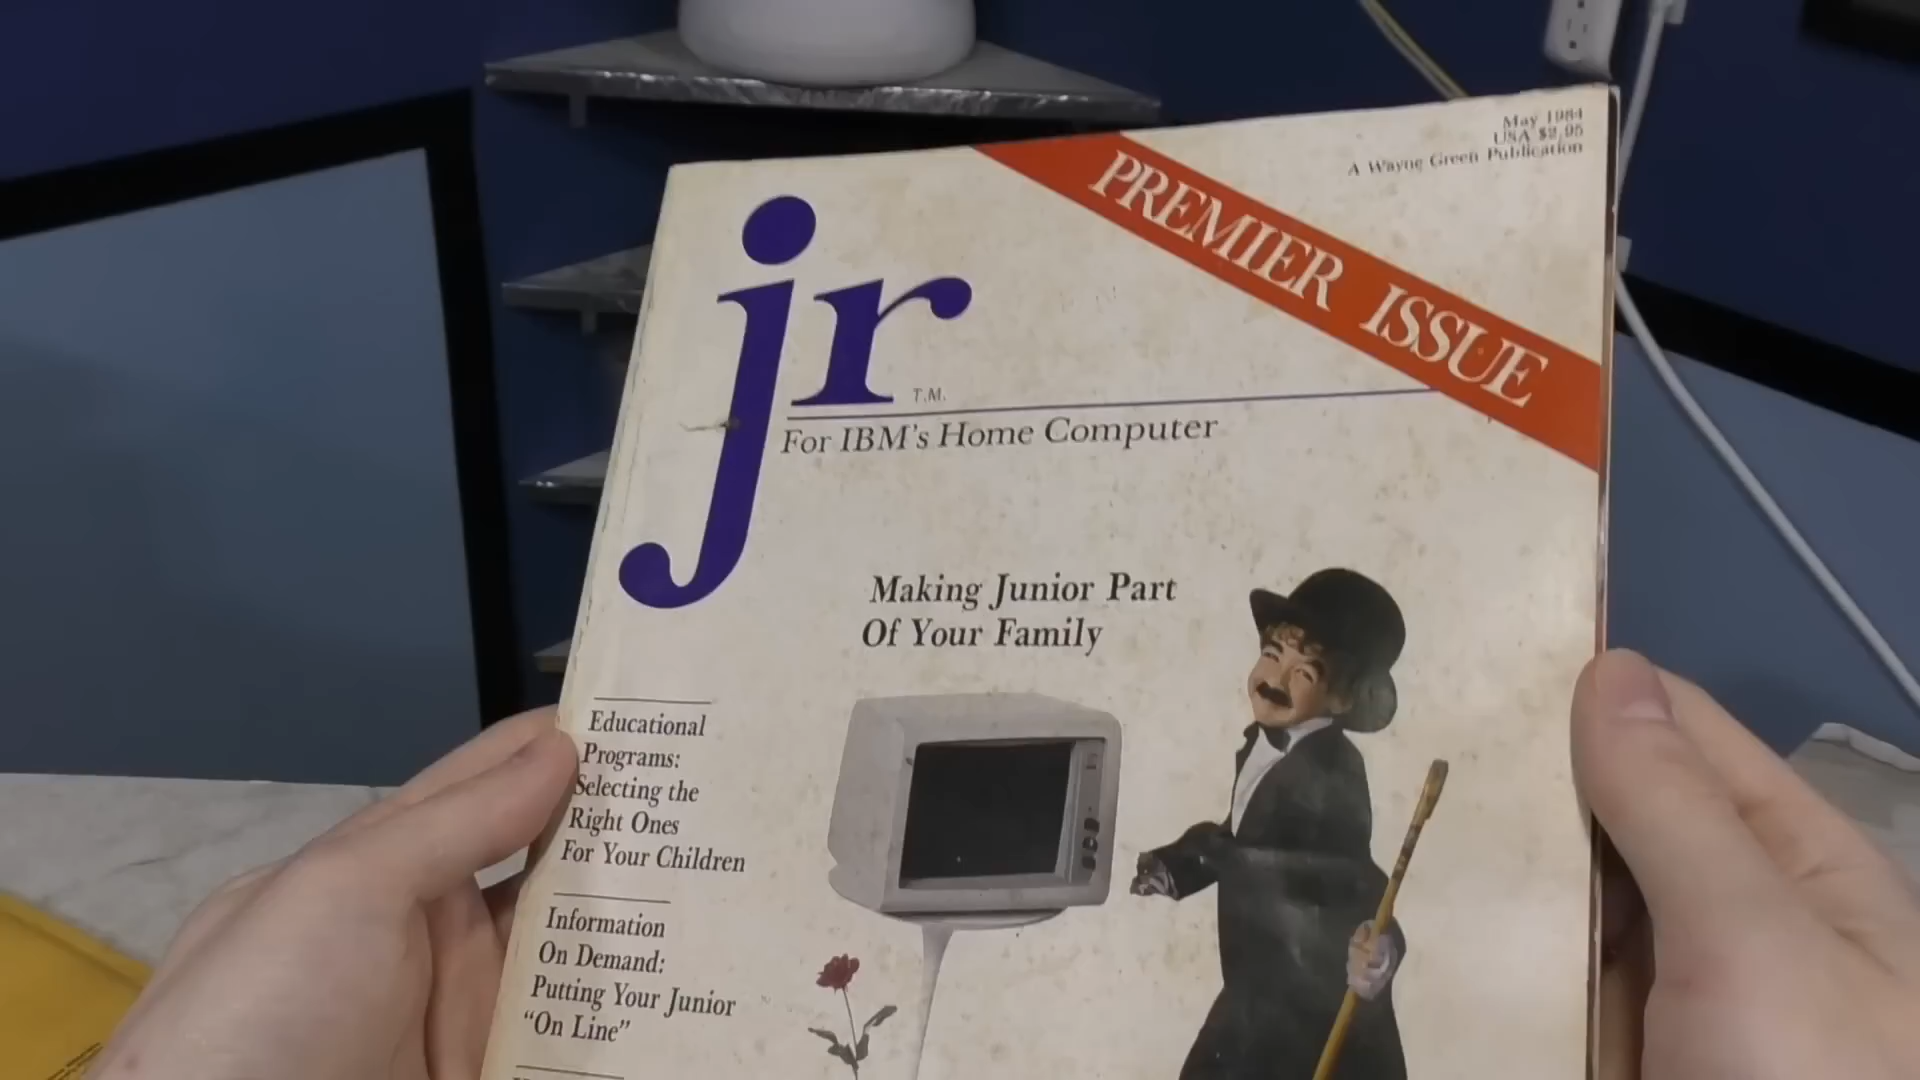 May 1984
USA $2.95
A Wayne Green Publication
PREMIER ISSUE
jr
T.M.
For IBM's Home Computer
Making Junior Part
Of Your Family
Educational
Programs:
Selecting the
Right Ones
For Your Children
Information
On Demand:
Putting Your Junior
"On Line"